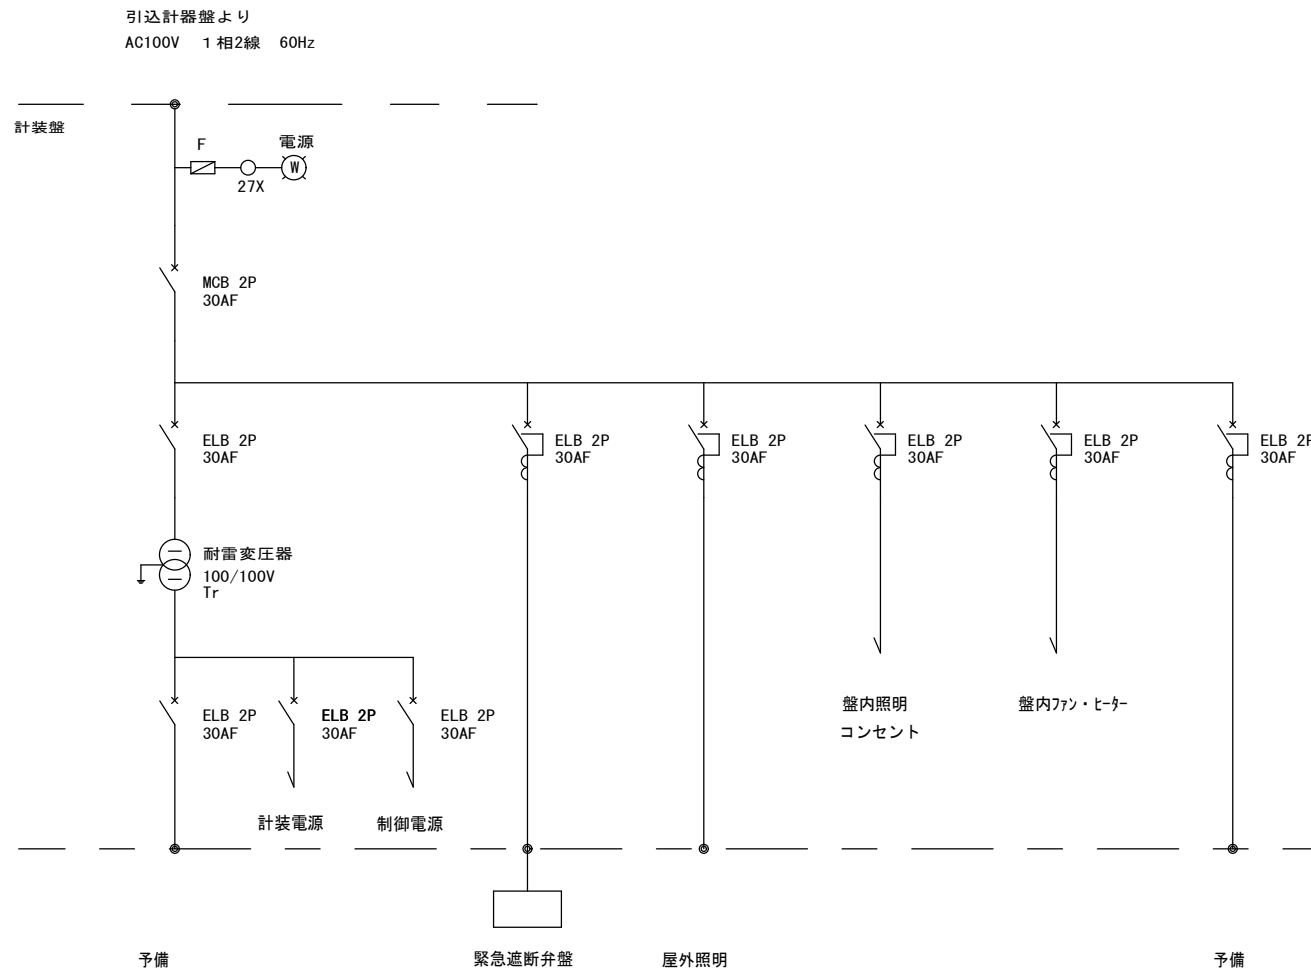 引込計器盤より
AC100V 1相2線 60Hz
計装盤
F
電源
W
27X
MCB 2P
30AF
ELB 2P
30AF
ELB 2P
30AF
ELB 2P
30AF
ELB 2P
30AF
ELB 2P
30AF
ELB 2P
30AF
耐雷変圧器
100/100V
Tr
盤内照明
コンセント
盤内ファン・ヒーター
ELB 2P
30AF
ELB 2P
30AF
ELB 2P
30AF
計装電源
制御電源
予備
緊急遮断弁盤
屋外照明
予備